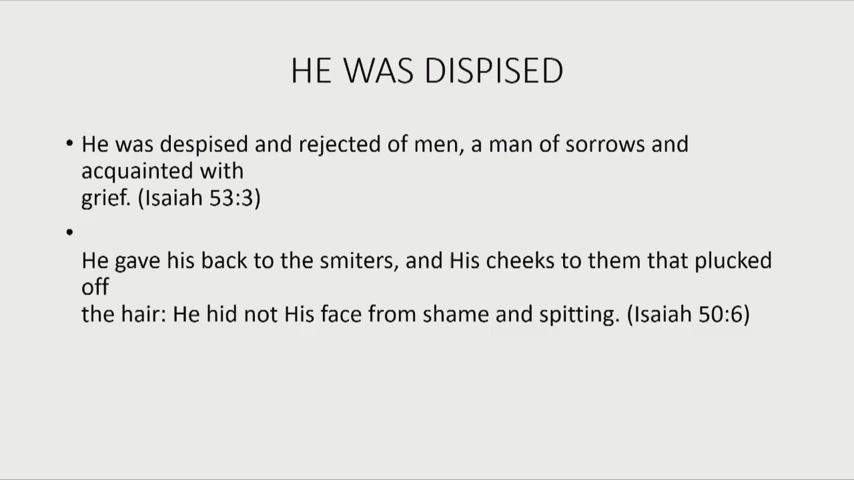 HE WAS DISPISED
• He was despised and rejected of men, a man of sorrows and
acquainted with
grief. (Isaiah 53:3)
•
He gave his back to the smiters, and His cheeks to them that plucked
off
the hair: He hid not His face from shame and spitting. (Isaiah 50:6)